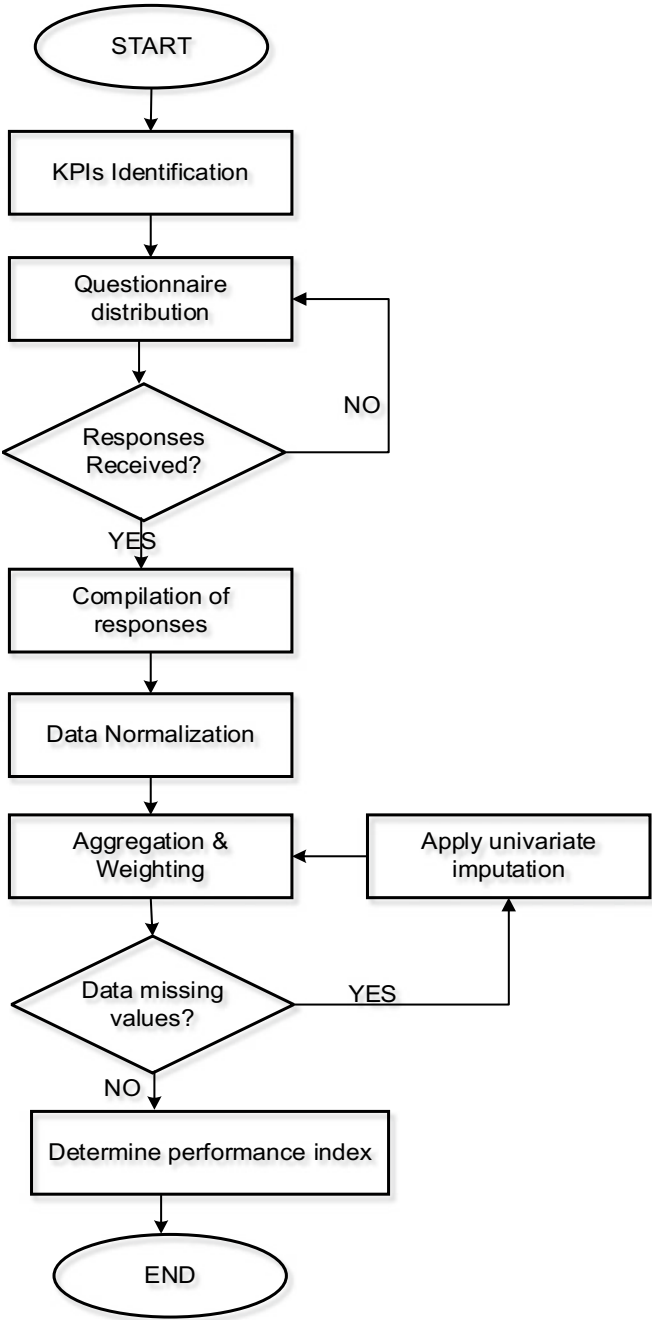 START
KPIs Identification
Questionnaire
distribution
NO
Responses
Received?
YES
Compilation of
responses
Data Normalization
Aggregation &
Weighting
Apply univariate
imputation
Data missing
values?
YES
NO
Determine performance index
END